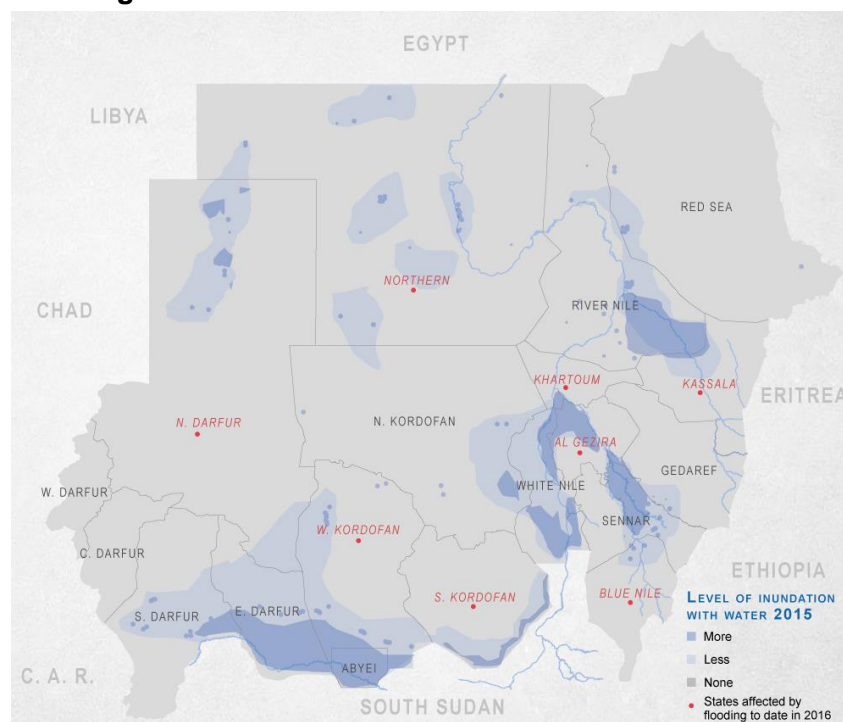 EGYPT
LIBYA
RED SEA
NORTHERN
RIVER NILE
CHAD
KHARTOUM
KASSALA
ERITREA
N. DARFUR
N. KORDOFAN
AL GEZIRA
GEDAREF
W. DARFUR
WHITE NILE
SENNAR
W. KORDOFAN
C. DARFUR
ETHIOPIA
S. KORDOFAN
BLUE NILE
S. DARFUR
E. DARFUR
ABYEI
C. A. R.
SOUTH SUDAN
LEVEL OF INUNDATION
WITH WATER 2015
More
Less
None
States affected by
flooding to date in 2016